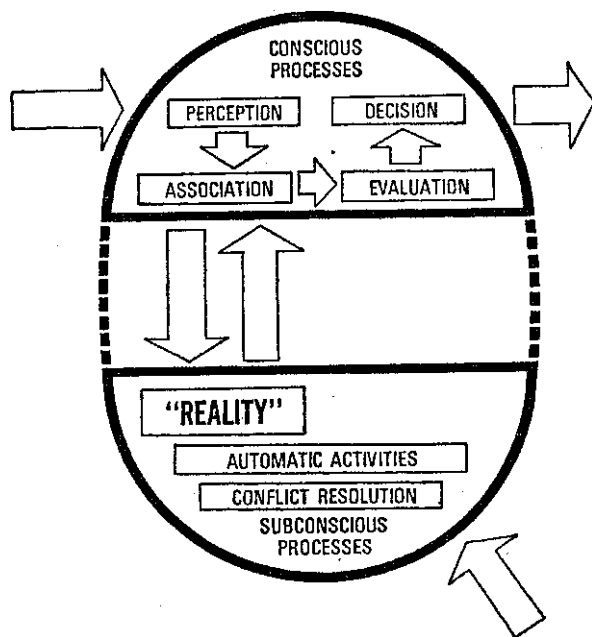 CONSCIOUS
PROCESSES
PERCEPTION
DECISION
ASSOCIATION
EVALUATION
"REALITY"
AUTOMATIC ACTIVITIES
CONFLICT RESOLUTION
SUBCONSCIOUS
PROCESSES